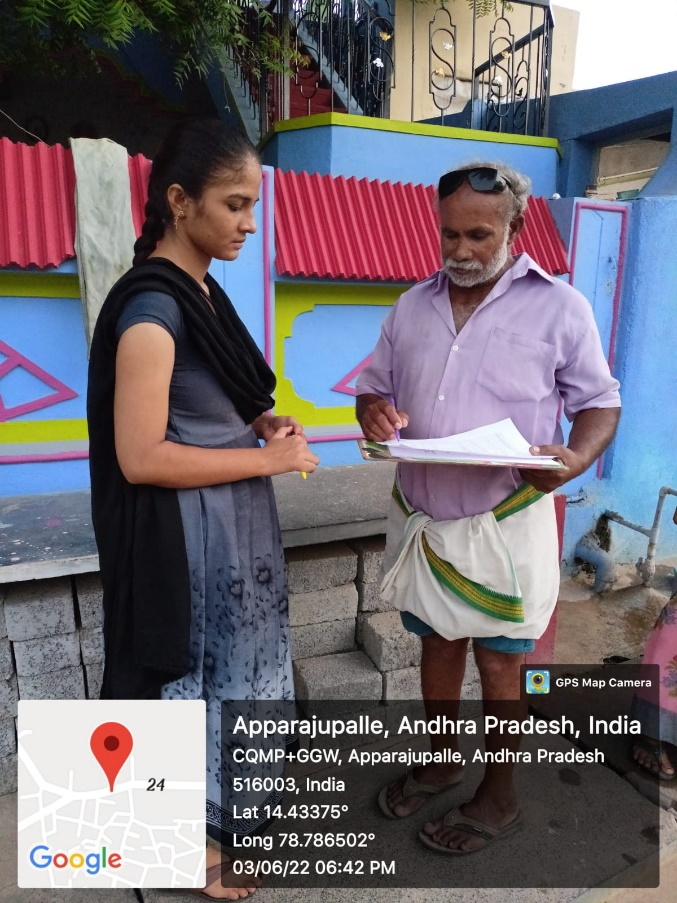 GPS Map Camera
Apparajupalle, Andhra Pradesh, India
CQMP+GGW, Apparajupalle, Andhra Pradesh
516003, India
Lat 14.43375°
Long 78.786502°
03/06/22 06:42 PM
24
Google